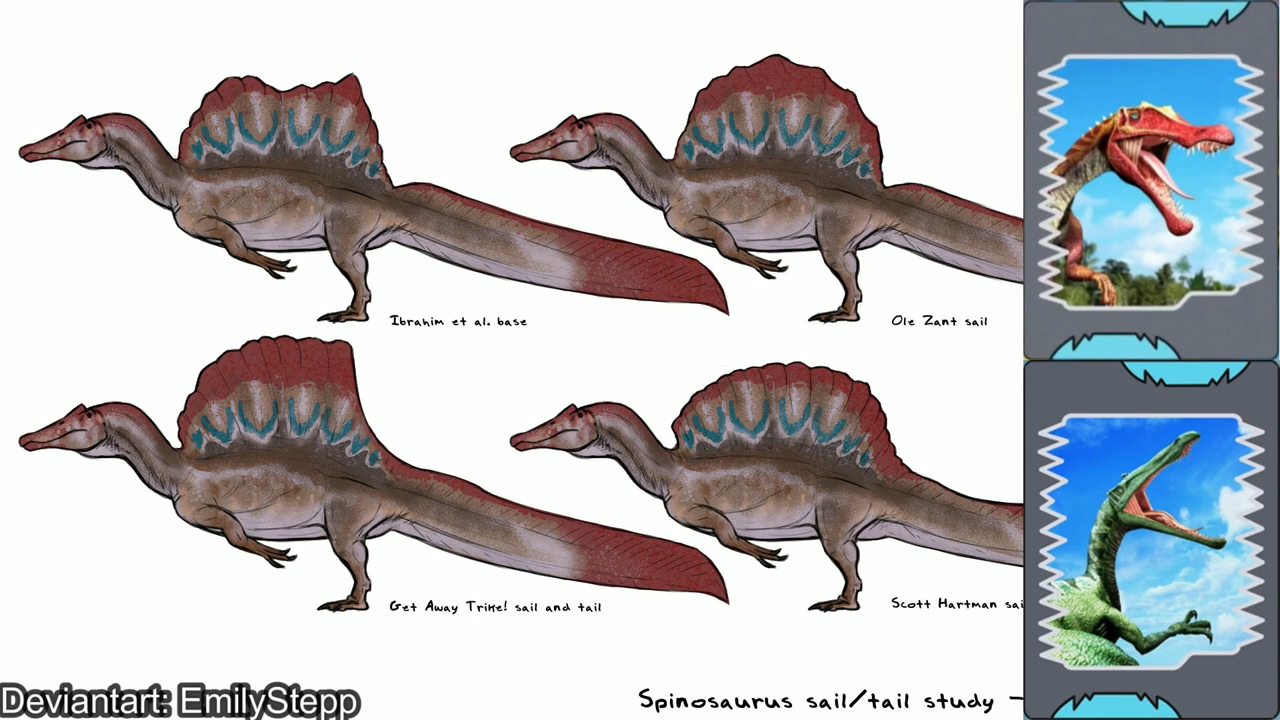 Ibrahim et al. base
Ole Zant sail
Get Away Trike! sail and tail
Scott Hartman sai
Deviantart: EmilyStepp
Spinosaurus sail/tail study –